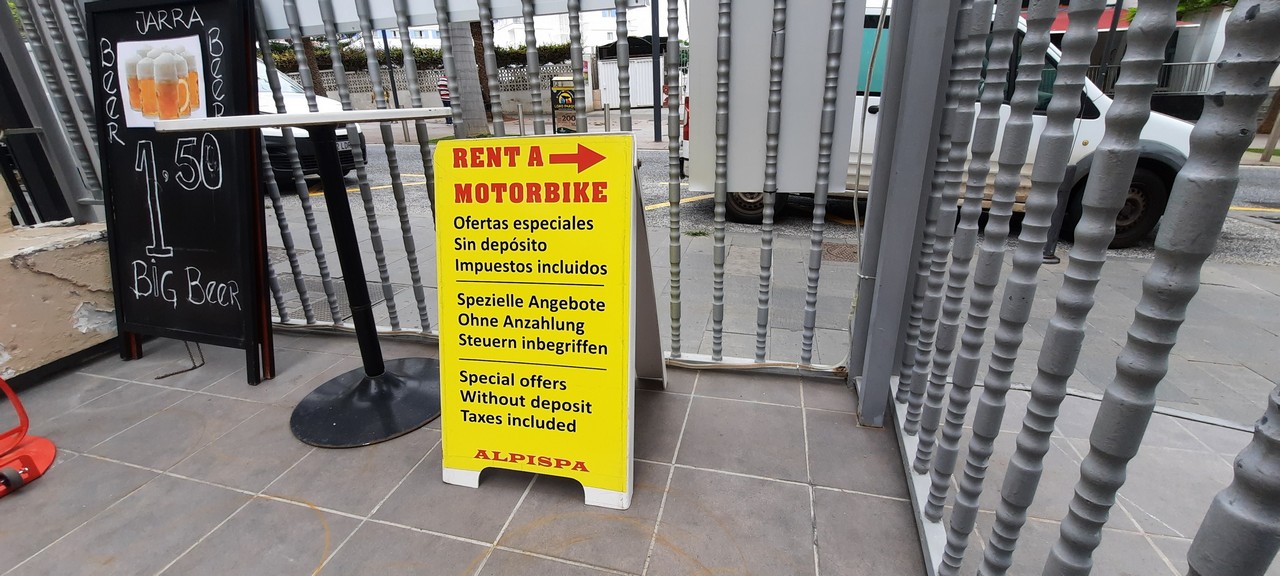 JARRA
BEER
BEER
1,50
BIG BEER
RENT A
MOTORBIKE
Ofertas especiales
Sin depósito
Impuestos incluidos
Spezielle Angebote
Ohne Anzahlung
Steuern inbegriffen
Special offers
Without deposit
Taxes included
ALPISPA
200